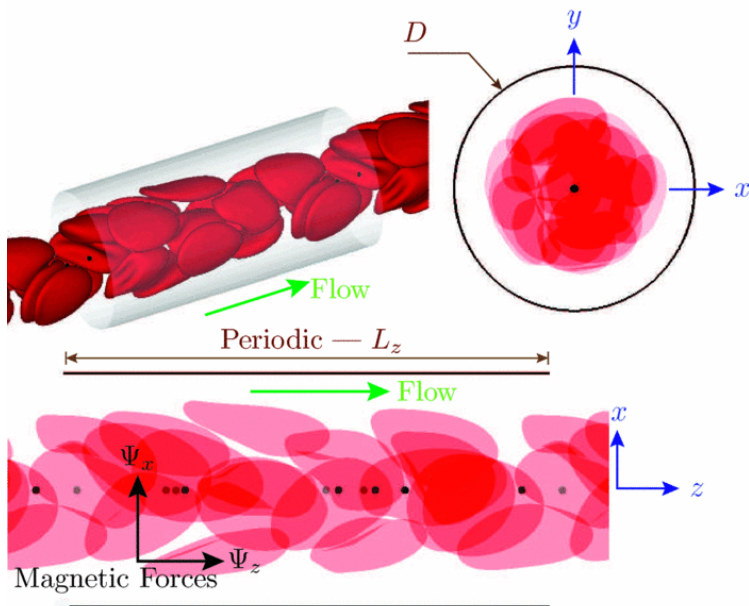 y
D
x
Flow
Periodic — L_z
Flow
x
Ψ_x
z
Ψ_z
Magnetic Forces